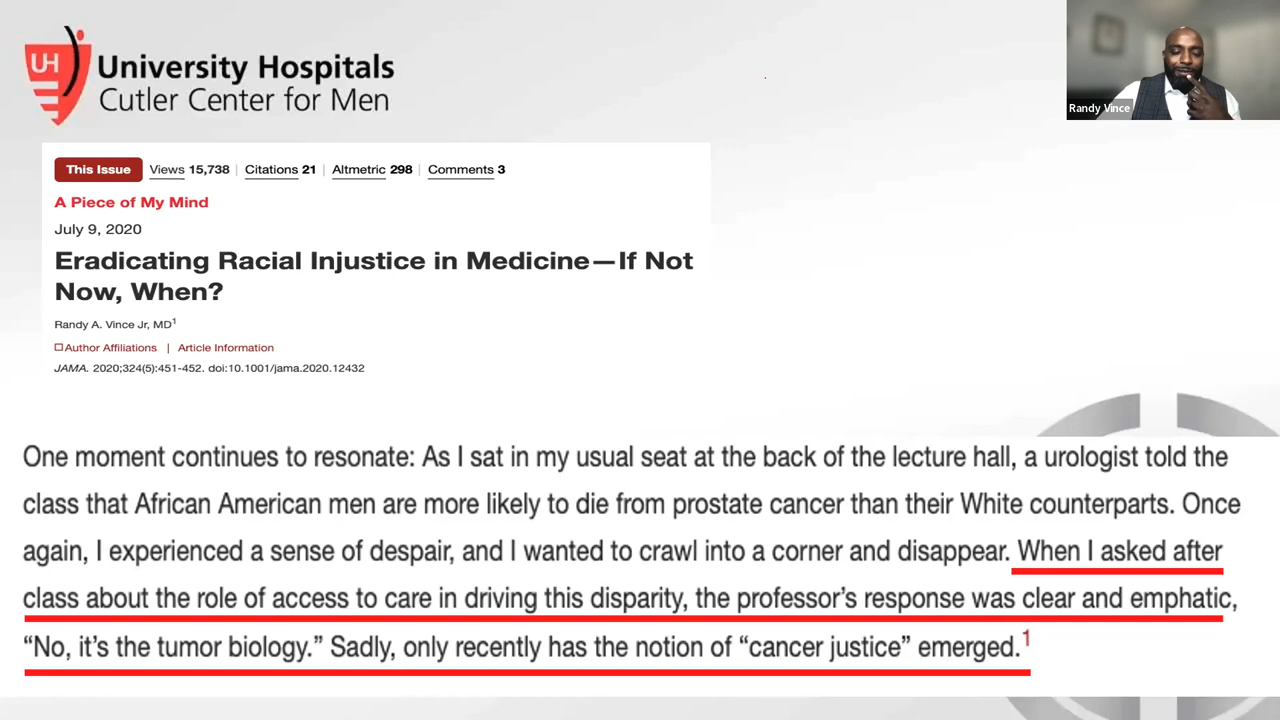 UH
University Hospitals
Cutler Center for Men
Randy Vince
This Issue Views 15,738 | Citations 21 | Altmetric 298 | Comments 3
A Piece of My Mind
July 9, 2020
Eradicating Racial Injustice in Medicine—If Not
Now, When?
Randy A. Vince Jr, MD1
Author Affiliations | Article Information
JAMA. 2020;324(5):451-452. doi:10.1001/jama.2020.12432
One moment continues to resonate: As I sat in my usual seat at the back of the lecture hall, a urologist told the
class that African American men are more likely to die from prostate cancer than their White counterparts. Once
again, I experienced a sense of despair, and I wanted to crawl into a corner and disappear. When I asked after
class about the role of access to care in driving this disparity, the professor’s response was clear and emphatic,
“No, it’s the tumor biology.” Sadly, only recently has the notion of “cancer justice” emerged.1